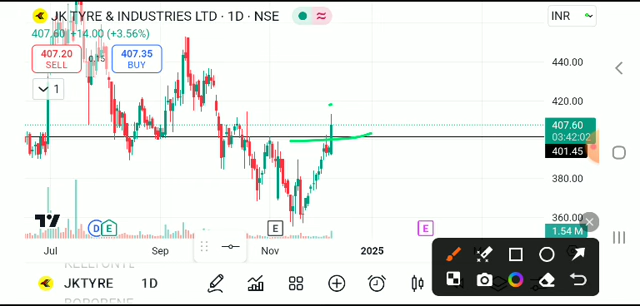 JK TYRE & INDUSTRIES LTD · 1D · NSE
INR
407.60 +14.00 (+3.56%)
407.20
SELL
0.15
407.35
BUY
1
440.00
420.00
407.60
03:42:02
401.45
380.00
360.00
1.54 M
D
E
E
E
Jul
Sep
Nov
2025
JKTYRE
1D